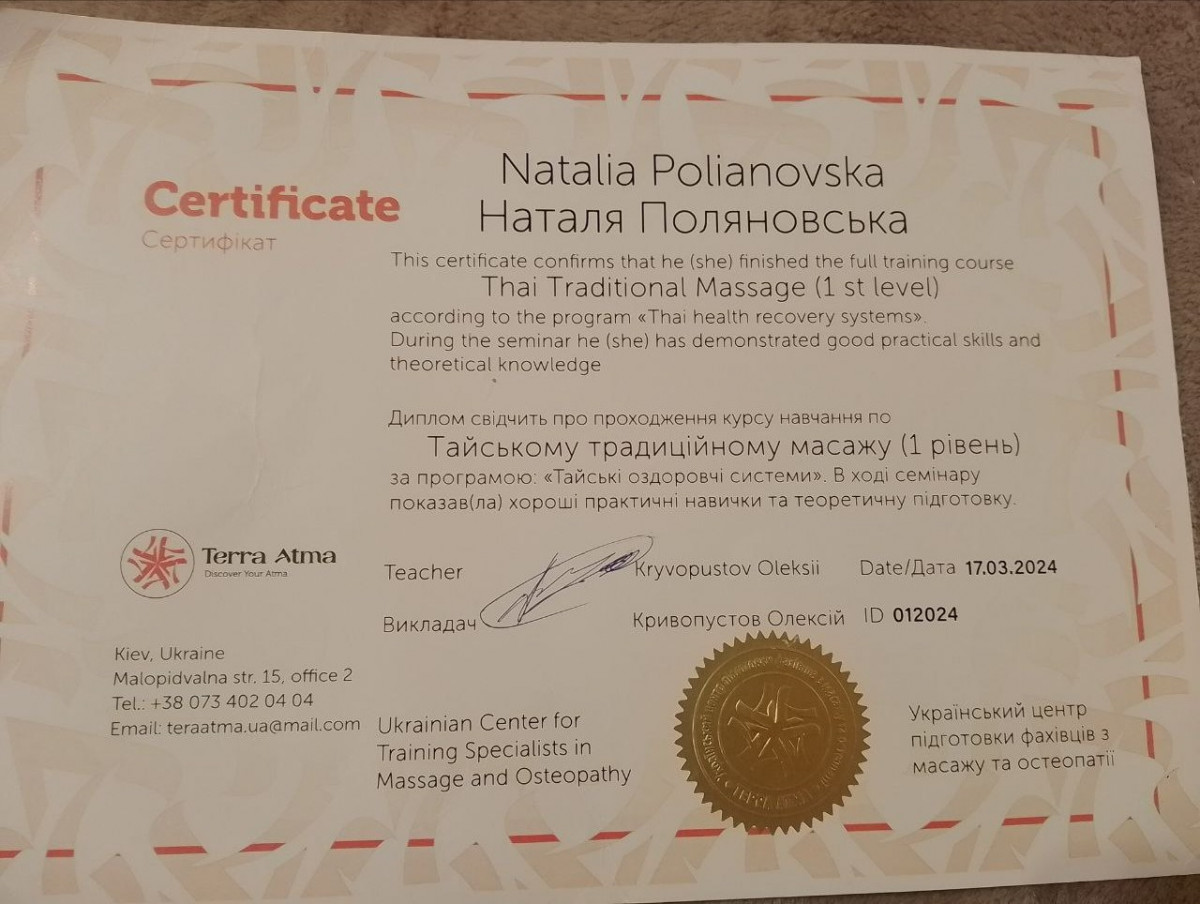 Certificate
Сертифікат
Natalia Polianovska
Наталя Поляновська
This certificate confirms that he (she) finished the full training course
Thai Traditional Massage (1 st level)
according to the program «Thai health recovery systems».
During the seminar he (she) has demonstrated good practical skills and
theoretical knowledge
Диплом свідчить про проходження курсу навчання по
Тайському традиційному масажу (1 рівень)
за програмою: «Тайські оздоровчі системи». В ході семінару
показав(ла) хороші практичні навички та теоретичну підготовку.
Terra Atma
Discover Your Atma
Teacher Kryvopustov Oleksii Date/Дата 17.03.2024
Викладач Кривопустов Олексій ID 012024
Kiev, Ukraine
Malopidvalna str. 15, office 2
Tel.: +38 073 402 04 04
Email: teraatma.ua@mail.com
Ukrainian Center for
Training Specialists in
Massage and Osteopathy
Український центр
підготовки фахівців з
масажу та остеопатії